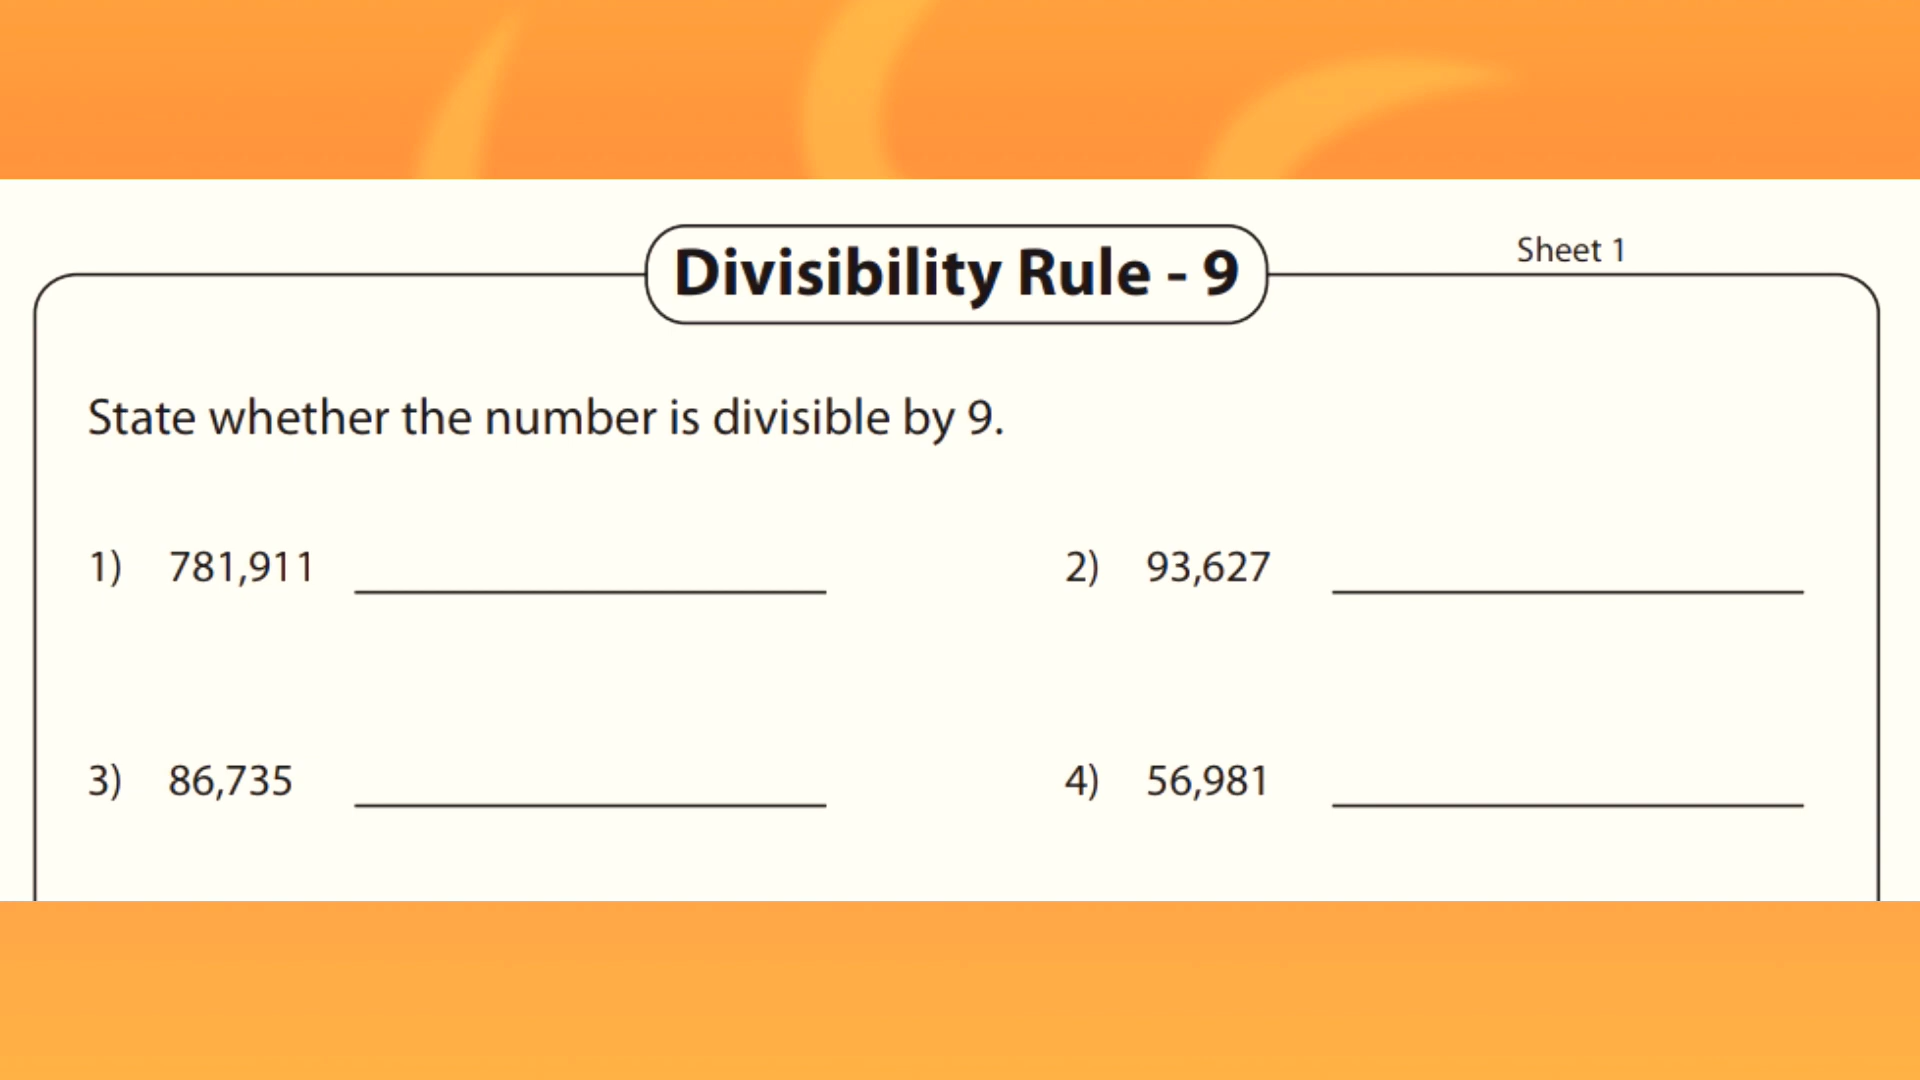 Divisibility Rule - 9
Sheet 1
State whether the number is divisible by 9.
1) 781,911
2) 93,627
3) 86,735
4) 56,981